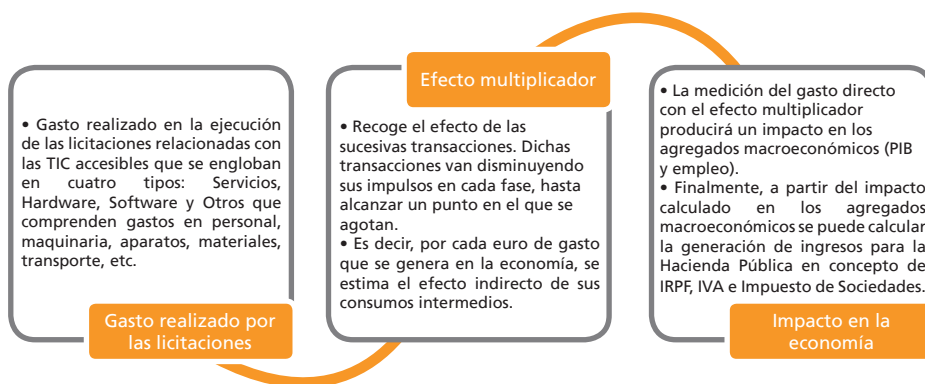 • Gasto realizado en la ejecución
de las licitaciones relacionadas con
las TIC accesibles que se engloban
en cuatro tipos: Servicios,
Hardware, Software y Otros que
comprenden gastos en personal,
maquinaria, aparatos, materiales,
transporte, etc.
Gasto realizado por
las licitaciones
Efecto multiplicador
• Recoge el efecto de las
sucesivas transacciones. Dichas
transacciones van disminuyendo
sus impulsos en cada fase, hasta
alcanzar un punto en el que se
agotan.
• Es decir, por cada euro de gasto
que se genera en la economía, se
estima el efecto indirecto de sus
consumos intermedios.
• La medición del gasto directo
con el efecto multiplicador
producirá un impacto en los
agregados macroeconómicos (PIB
y empleo).
• Finalmente, a partir del impacto
calculado en los agregados
macroeconómicos se puede calcular
la generación de ingresos para la
Hacienda Pública en concepto de
IRPF, IVA e Impuesto de Sociedades.
Impacto en la
economía